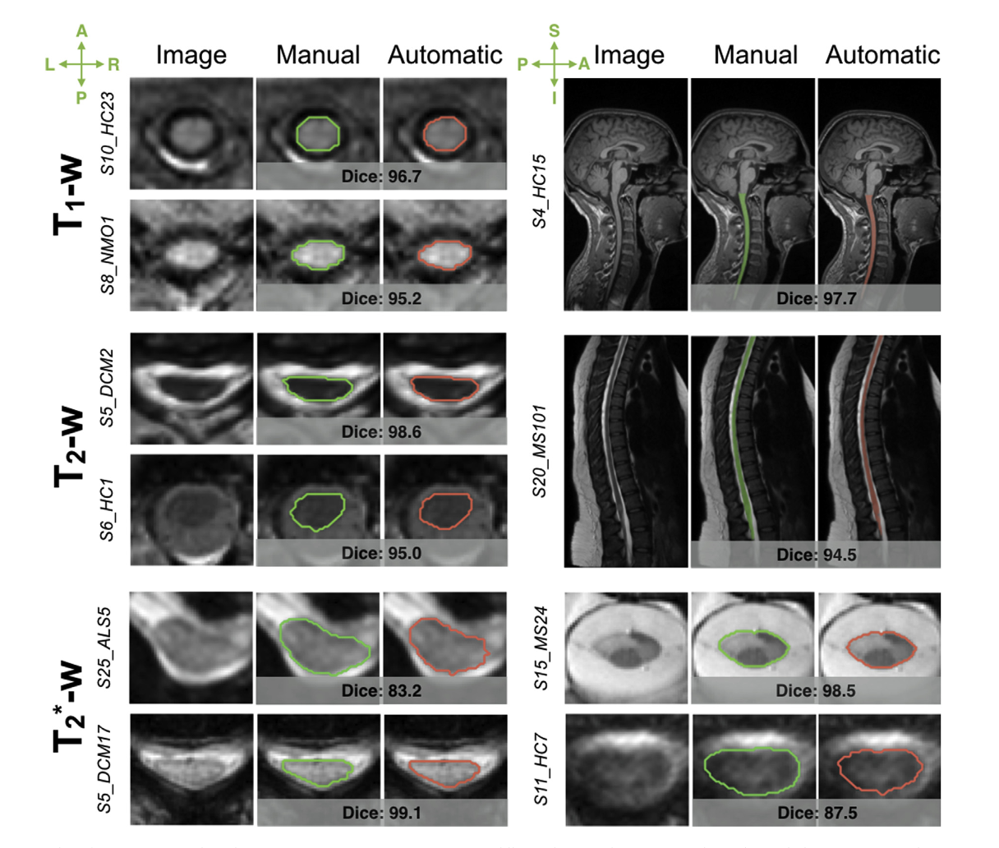 A
L R
P
Image Manual Automatic
S
P A
I
Image Manual Automatic
T1-w
S10_HC23
Dice: 96.7
S8_NMO1
Dice: 95.2
S4_HC15
Dice: 97.7
T2-w
S5_DCM2
Dice: 98.6
S6_HC1
Dice: 95.0
S20_MS101
Dice: 94.5
T2*-w
S25_ALS5
Dice: 83.2
S5_DCM17
Dice: 99.1
S15_MS24
Dice: 98.5
S11_HC7
Dice: 87.5